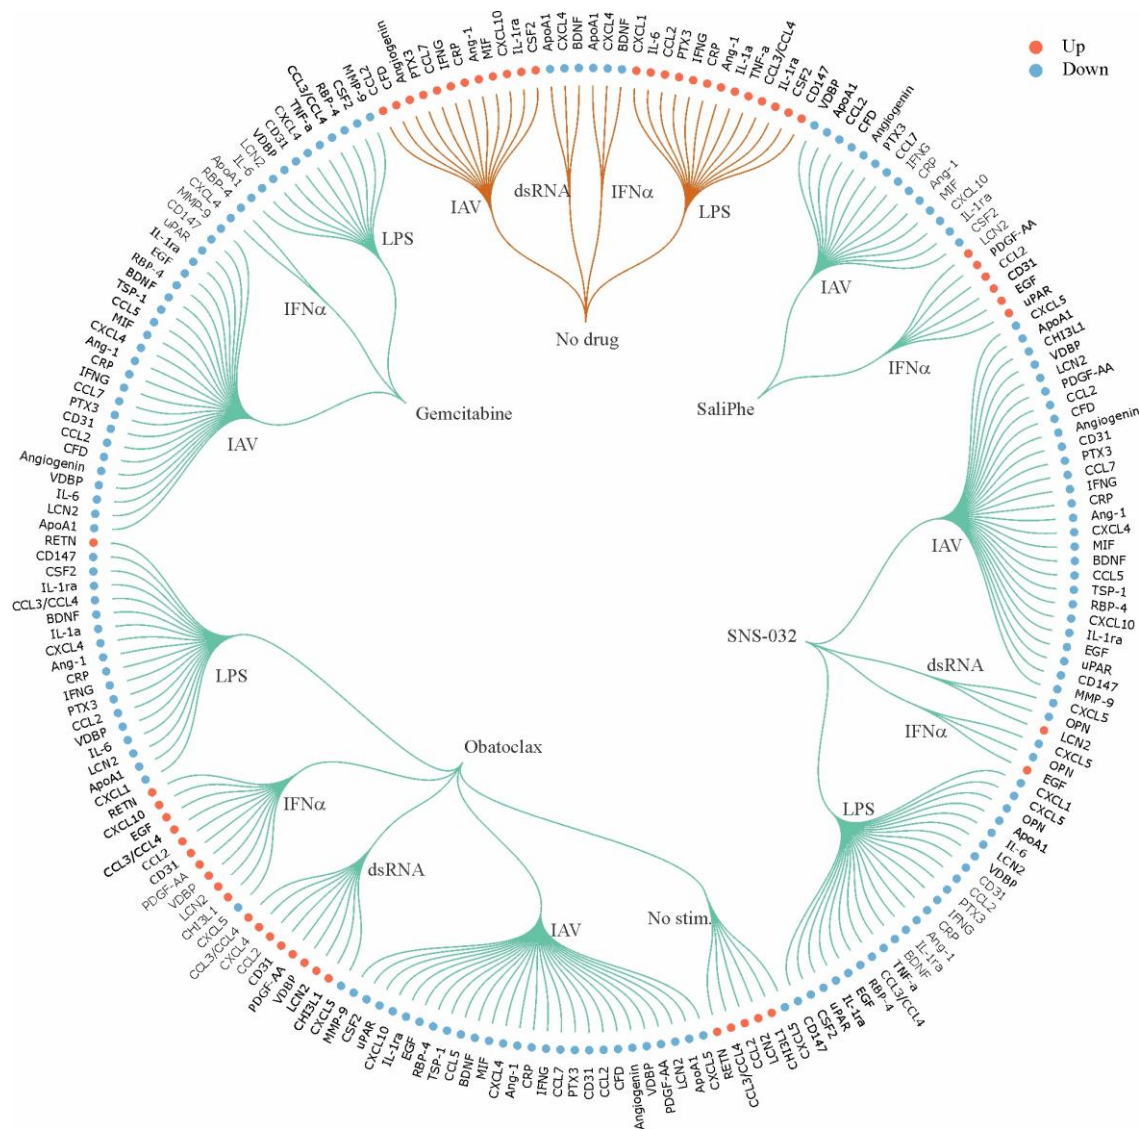 Up
Down
CCL2
CFD
Angiogenin
PTX3
CCL7
IFNG
CRP
Ang-1
MIF
CXCL10
IL-1ra
CSF2
ApoA1
CXCL4
BDNF
ApoA1
CXCL4
BDNF
CXCL1
IL-6
CCL2
PTX3
IFNG
CRP
Ang-1
IL-1a
TNF-a
CCL3/CCL4
IL-1ra
CSF2
CD147
VDBP
ApoA1
CCL2
CFD
Angiogenin
PTX3
CCL7
IFNG
CRP
Ang-1
MIF
CXCL10
IL-1ra
CSF2
LCN2
PDGF-AA
CCL2
CD31
EGF
uPAR
CXCL5
ApoA1
CHI3L1
VDBP
LCN2
PDGF-AA
CCL2
CFD
Angiogenin
CD31
PTX3
CCL7
IFNG
CRP
Ang-1
CXCL4
MIF
BDNF
CCL5
TSP-1
RBP-4
CXCL10
IL-1ra
EGF
uPAR
CD147
MMP-9
CXCL5
OPN
LCN2
CXCL5
OPN
EGF
CXCL1
CXCL5
OPN
ApoA1
IL-6
LCN2
VDBP
CD31
CCL2
PTX3
IFNG
CRP
Ang-1
IL-1ra
BDNF
TNF-a
CCL3/CCL4
RBP-4
EGF
IL-1ra
uPAR
CSF2
CD147
CXCL5
CHI3L1
LCN2
CCL2
CCL3/CCL4
RETN
CXCL5
ApoA1
LCN2
PDGF-AA
VDBP
Angiogenin
CFD
CCL2
CD31
PTX3
CCL7
IFNG
CRP
Ang-1
CXCL4
MIF
BDNF
CCL5
TSP-1
RBP-4
EGF
IL-1ra
CXCL10
uPAR
CSF2
MMP-9
CXCL5
CHI3L1
LCN2
VDBP
PDGF-AA
CD31
CCL2
CXCL4
CCL3/CCL4
CXCL5
CHI3L1
LCN2
VDBP
PDGF-AA
CD31
CCL2
CCL3/CCL4
EGF
CXCL10
RETN
CXCL1
ApoA1
LCN2
IL-6
VDBP
CCL2
PTX3
IFNG
CRP
Ang-1
CXCL4
IL-1a
BDNF
CCL3/CCL4
IL-1ra
CSF2
CD147
RETN
ApoA1
LCN2
IL-6
VDBP
Angiogenin
CFD
CCL2
CD31
PTX3
CCL7
IFNG
CRP
Ang-1
CXCL4
MIF
CCL5
TSP-1
BDNF
RBP-4
EGF
IL-1ra
uPAR
CD147
MMP-9
CXCL4
RBP-4
ApoA1
IL-6
LCN2
VDBP
CD31
CXCL4
TNF-a
CCL3/CCL4
RBP-4
CSF2
MMP-9
IAV
dsRNA
IFNα
LPS
No drug
IAV
IFNα
SaliPhe
IAV
dsRNA
IFNα
LPS
SNS-032
No stim.
IAV
dsRNA
IFNα
LPS
Obatoclax
IAV
IFNα
LPS
Gemcitabine